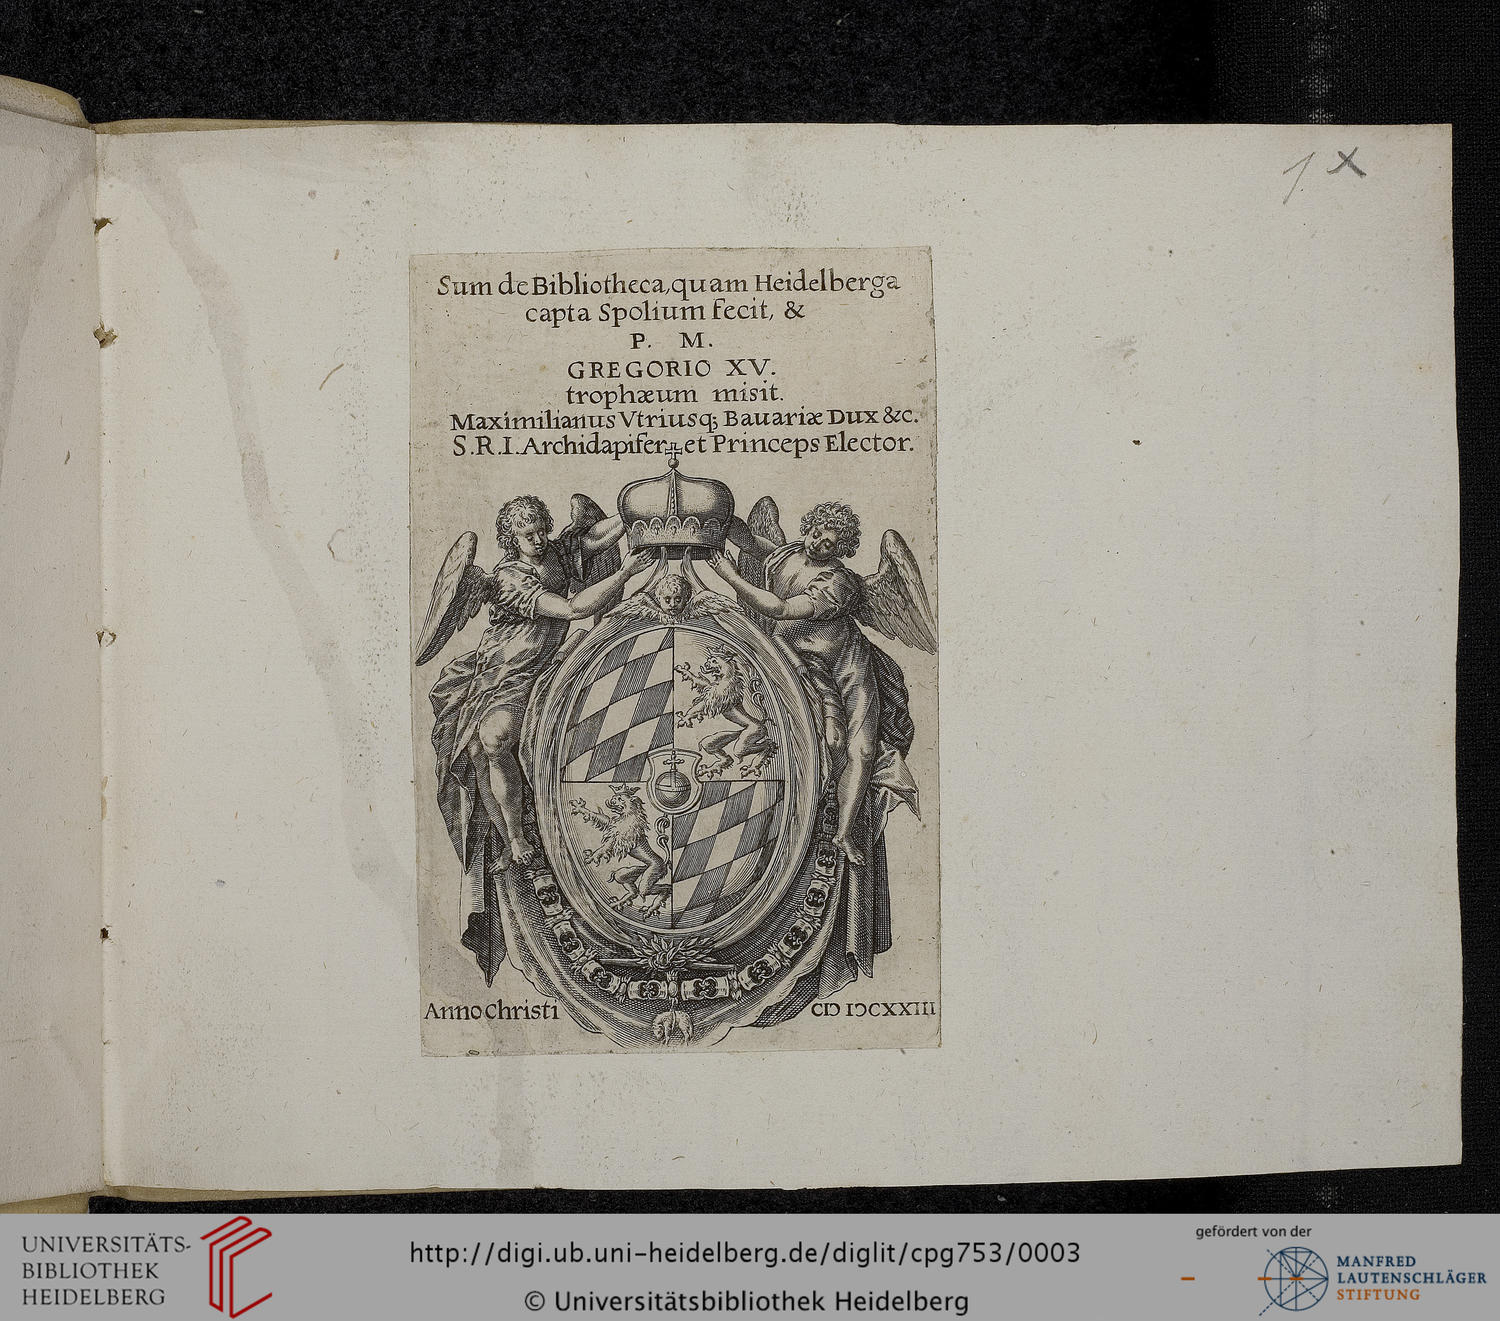 1 x
Sum de Bibliotheca, quam Heidelberga
capta Spolium fecit, &
P. M.
GREGORIO XV.
trophæum misit.
Maximilianus Vtriusq; Bauariæ Dux &c.
S.R.I. Archidapifer et Princeps Elector.
Anno Christi
CIↃ IↃCXXIII
UNIVERSITÄTS-
BIBLIOTHEK
HEIDELBERG
http://digi.ub.uni-heidelberg.de/diglit/cpg753/0003
© Universitätsbibliothek Heidelberg
gefördert von der
MANFRED
LAUTENSCHLÄGER
STIFTUNG